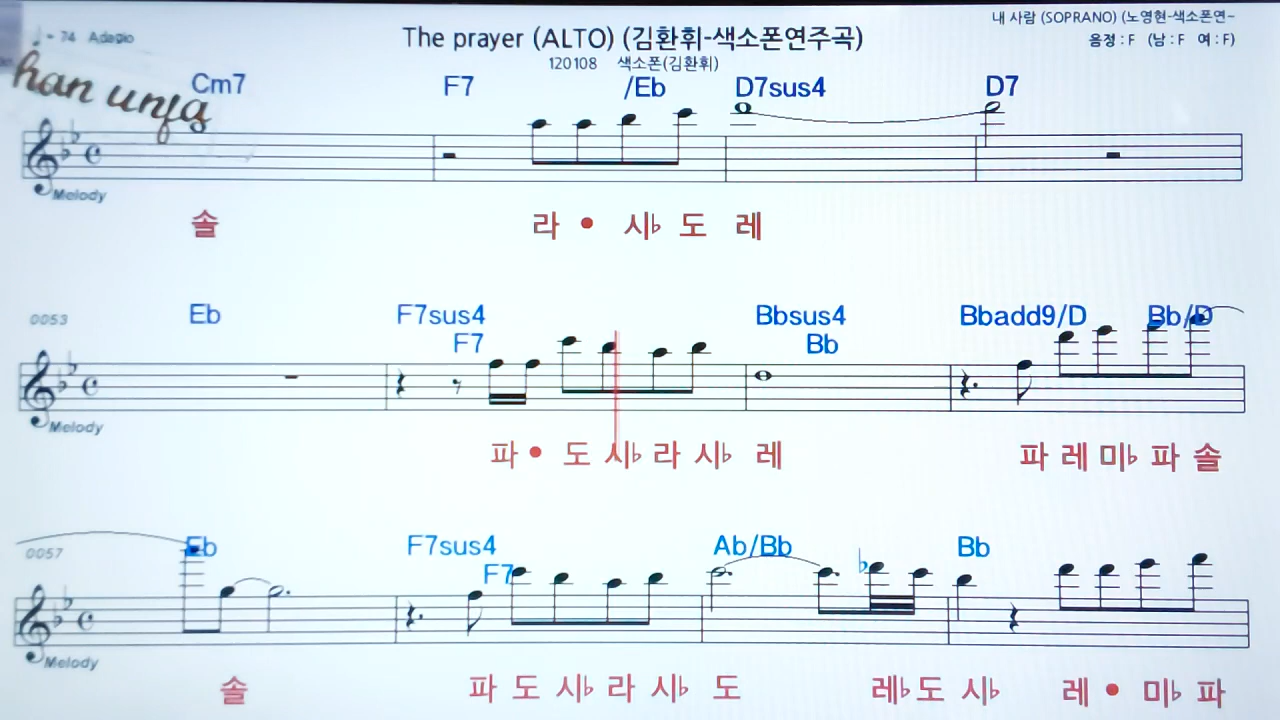 내 사람 (SOPRANO) (노영현-색소폰연~
♩ = 74 Adagio
The prayer (ALTO) (김환휘-색소폰연주곡)
음정 : F (남 : F 여 : F)
120108 색소폰(김환휘)
han unfa
Cm7 F7 /Eb D7sus4 D7
Melody
솔 라 • 시♭ 도 레
0053 Eb F7sus4 Bbsus4 Bbadd9/D Bb/D
F7 Bb
Melody
파 • 도 시♭ 라 시♭ 레 파 레 미♭ 파 솔
0057 Eb F7sus4 Ab/Bb Bb
F7
Melody
솔 파 도 시♭ 라 시♭ 도 레♭ 도 시♭ 레 • 미♭ 파